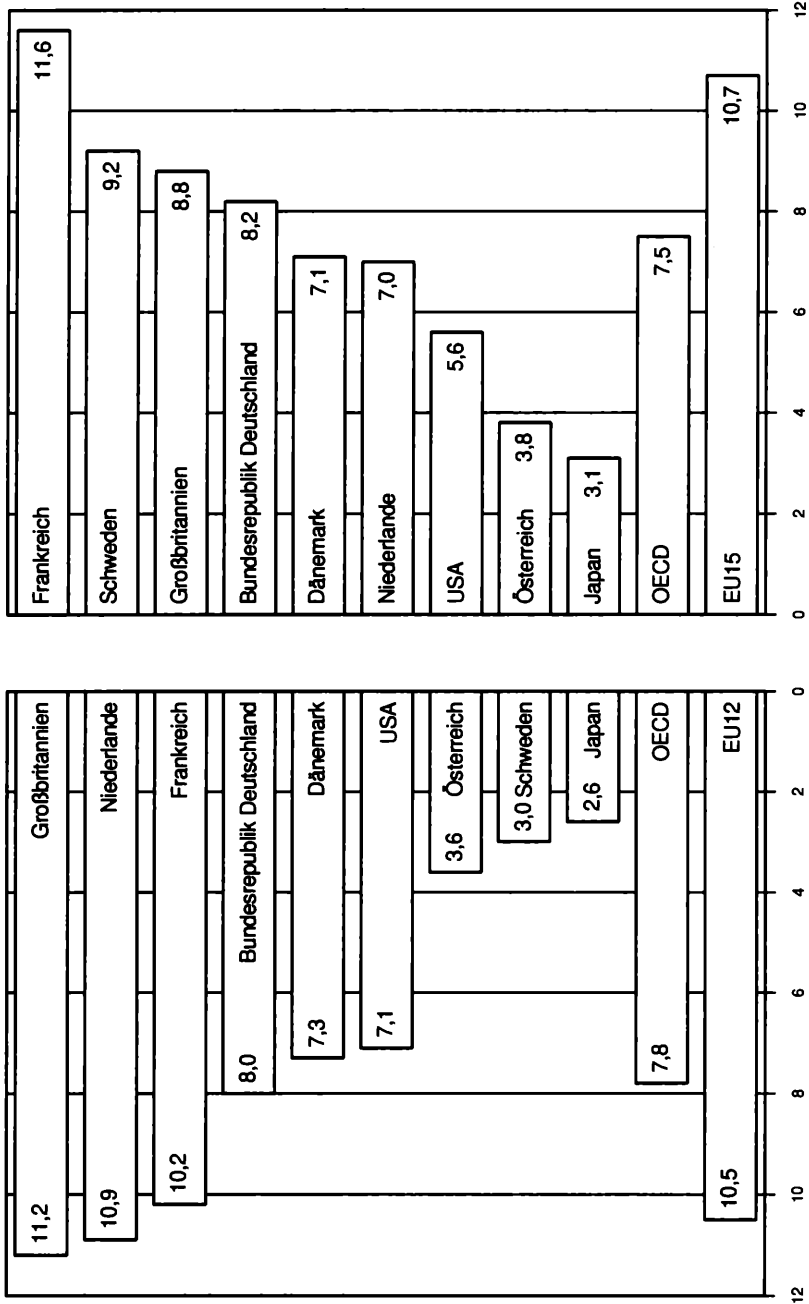 11,2 Großbritannien Frankreich 11,6
10,9 Niederlande Schweden 9,2
10,2 Frankreich Großbritannien 8,8
8,0 Bundesrepublik Deutschland Bundesrepublik Deutschland 8,2
7,3 Dänemark Dänemark 7,1
7,1 USA Niederlande 7,0
3,6 Österreich USA 5,6
3,0 Schweden Österreich 3,8
2,6 Japan Japan 3,1
7,8 OECD OECD 7,5
10,5 EU12 EU15 10,7
12 10 8 6 4 2 0 0 2 4 6 8 10 12